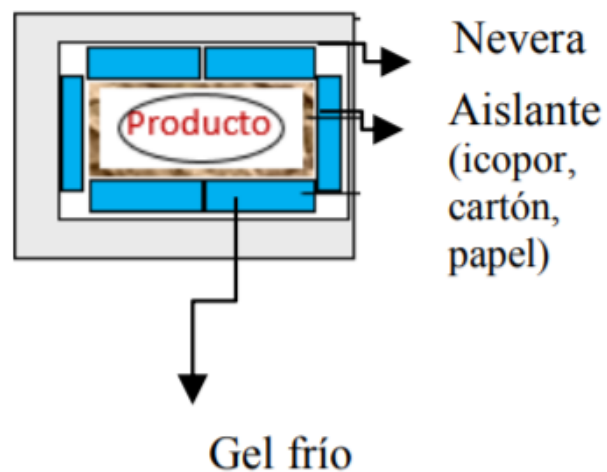 Nevera
Producto
Aislante
(icopor,
cartón,
papel)
Gel frío